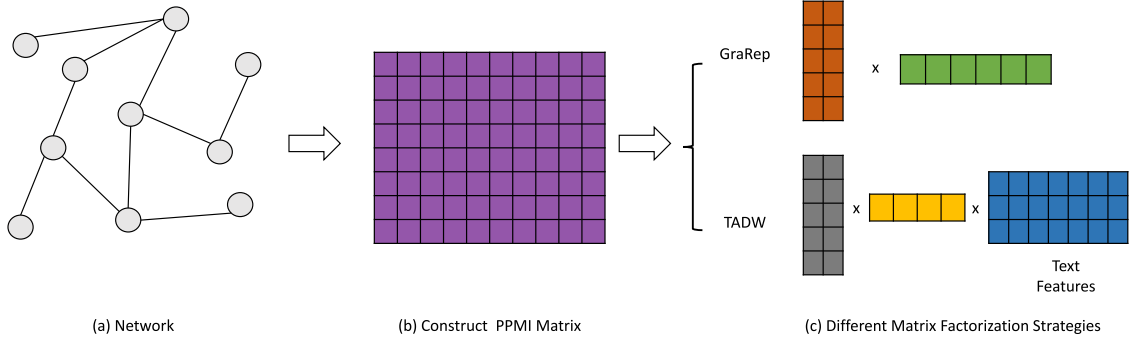 GraRep
x
TADW
x
x
Text
Features
(a) Network
(b) Construct PPMI Matrix
(c) Different Matrix Factorization Strategies